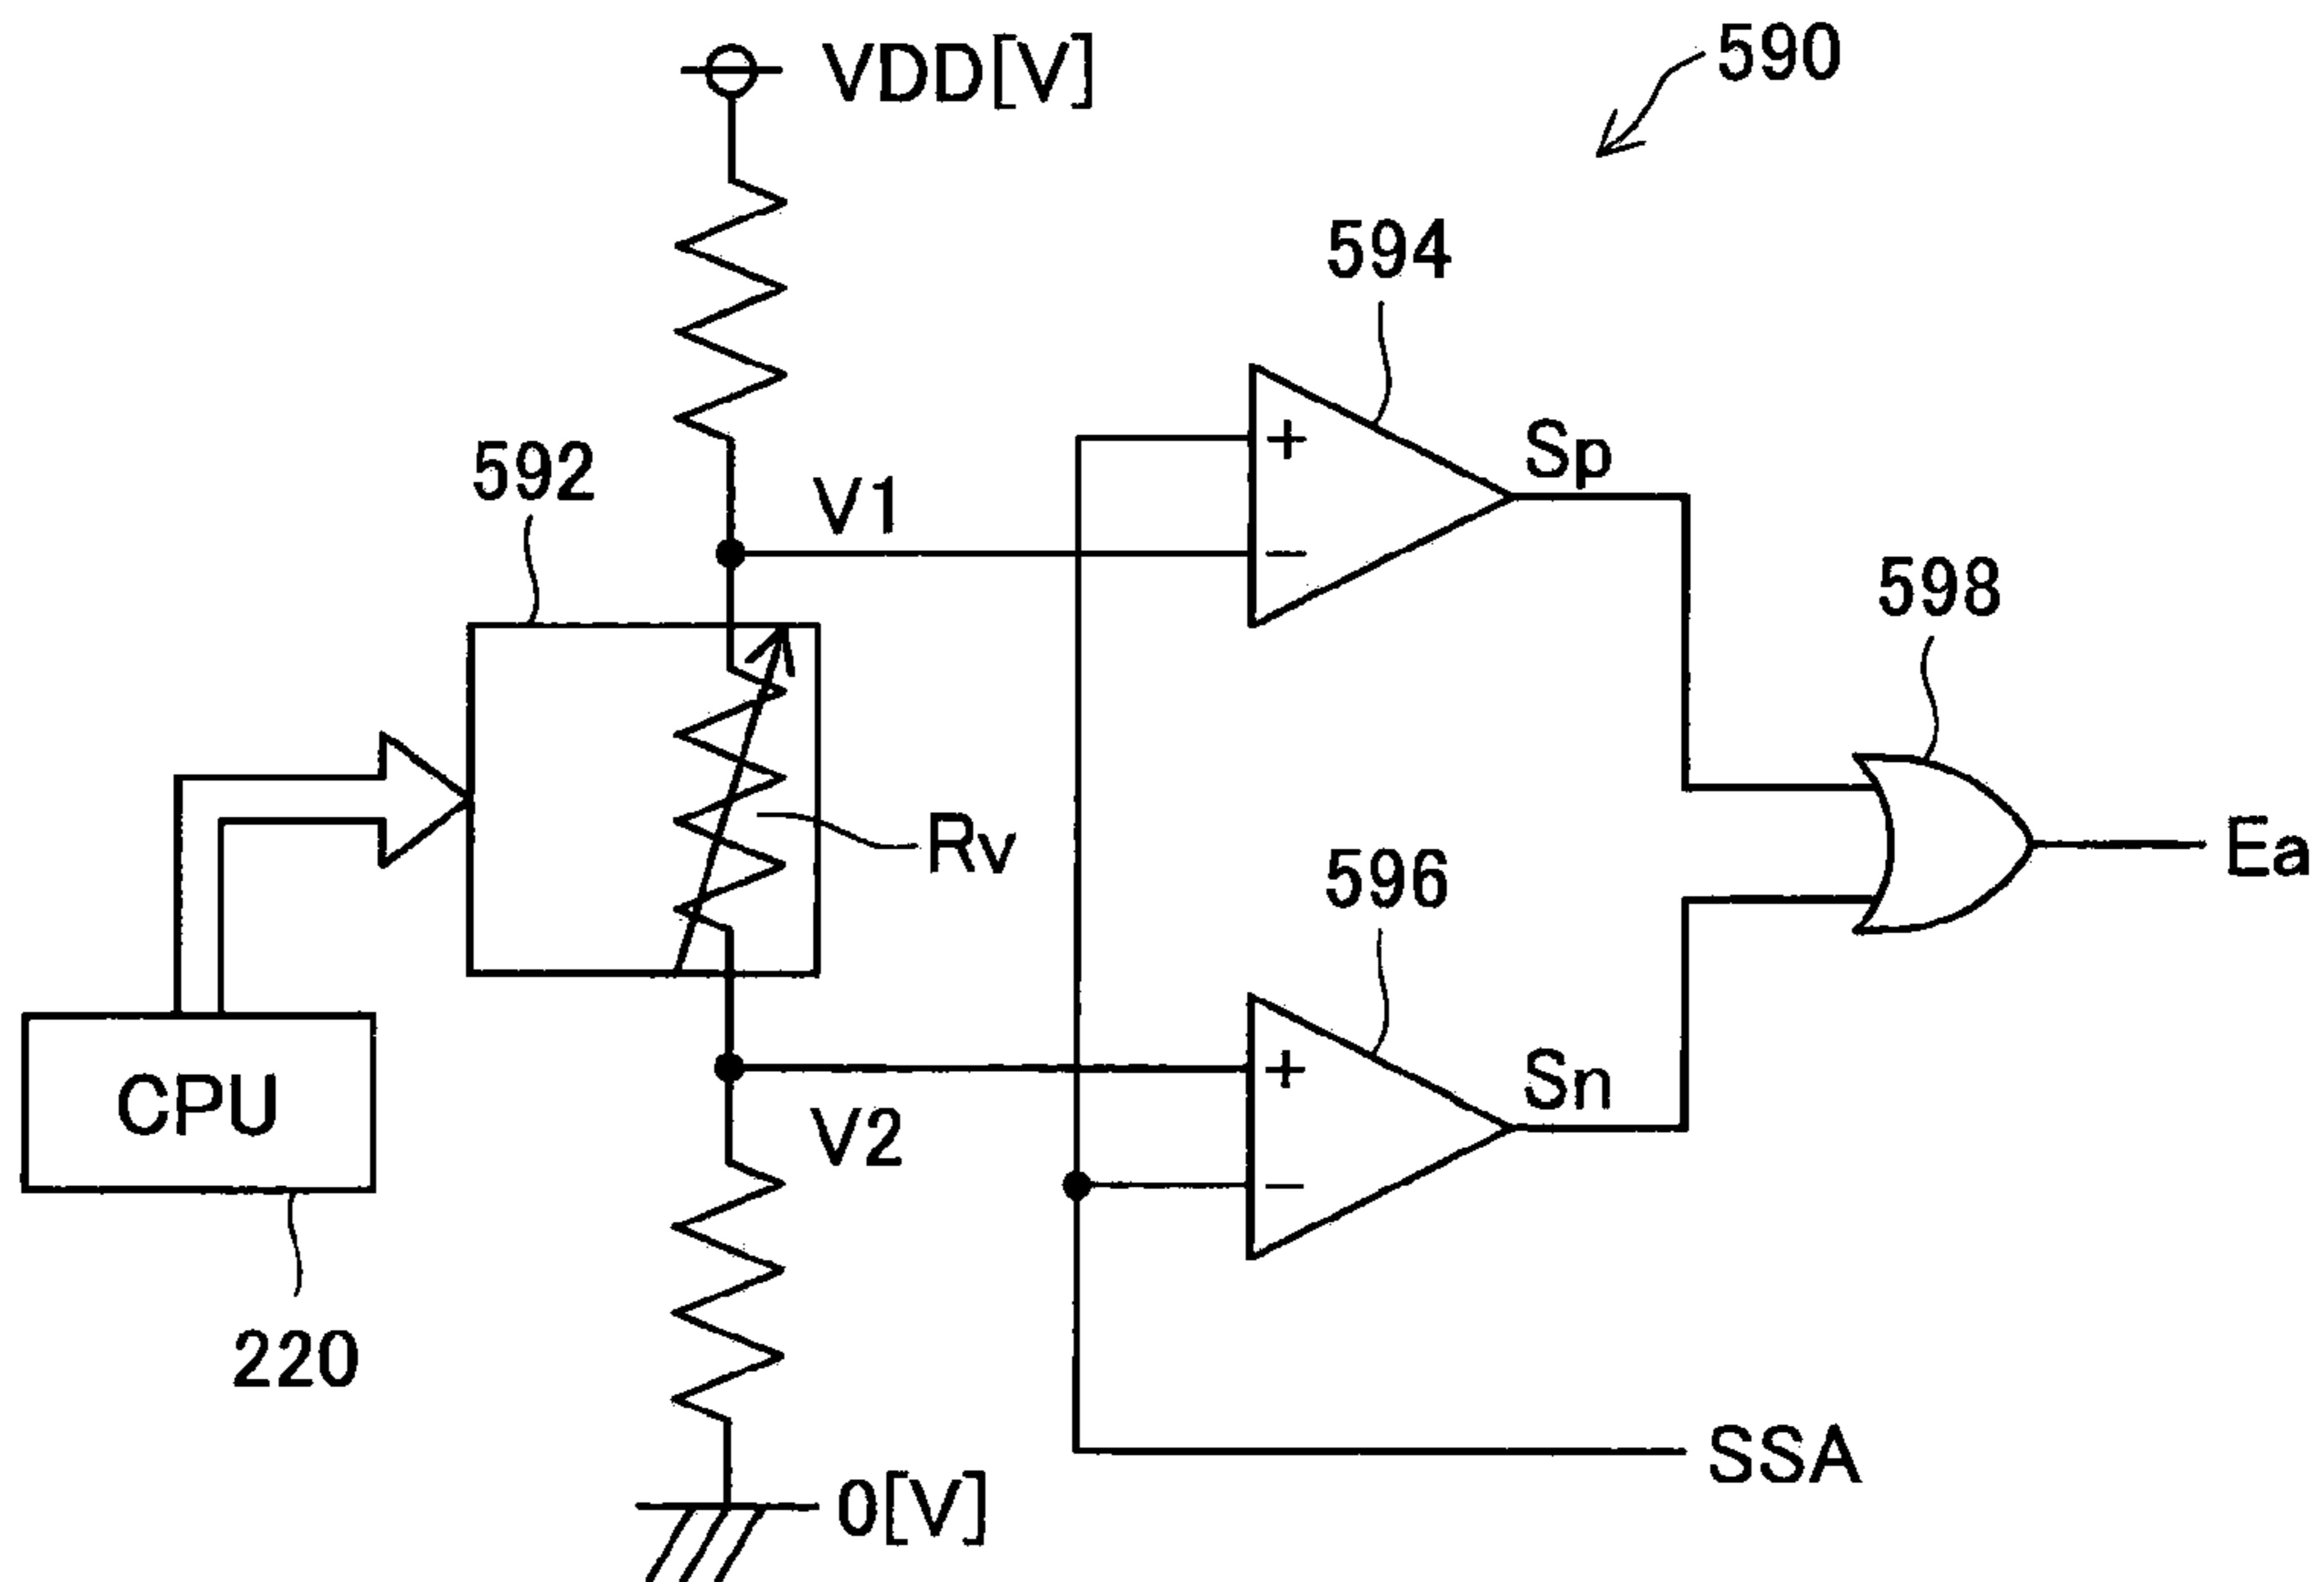 VDD[V]
590
594
Sp
592
V1
+
−
598
Rv
Ea
596
CPU
+
−
Sn
V2
220
SSA
0[V]